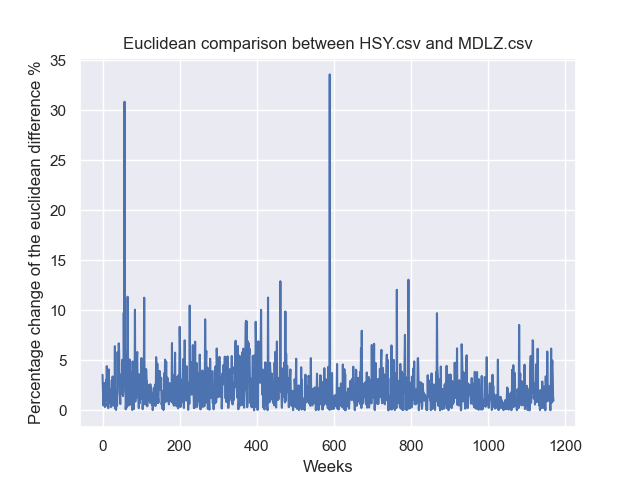 Euclidean comparison between HSY.csv and MDLZ.csv
Percentage change of the euclidean difference %
35
30
25
20
15
10
5
0
0 200 400 600 800 1000 1200
Weeks